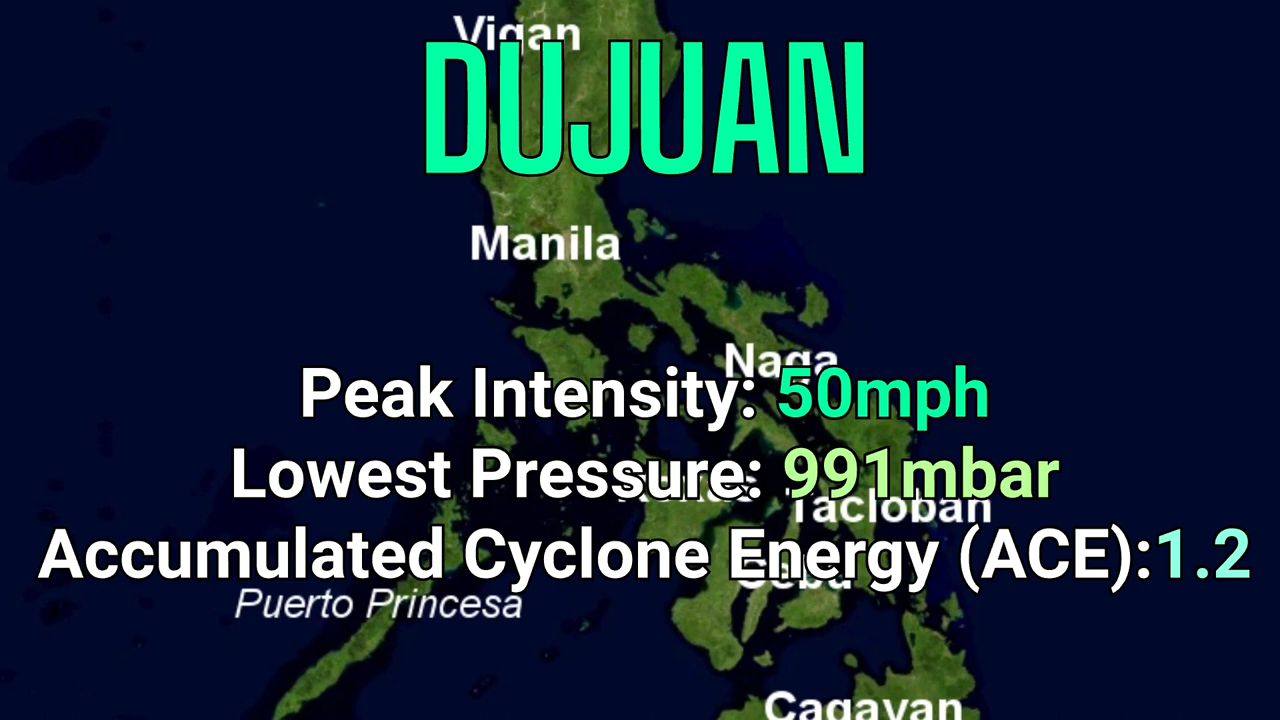 Vigan
DUJUAN
Manila
Naga
Peak Intensity: 50mph
Lowest Pressure: 991mbar
Tacloban
Accumulated Cyclone Energy (ACE):1.2
Cebu
Puerto Princesa
Cagayan